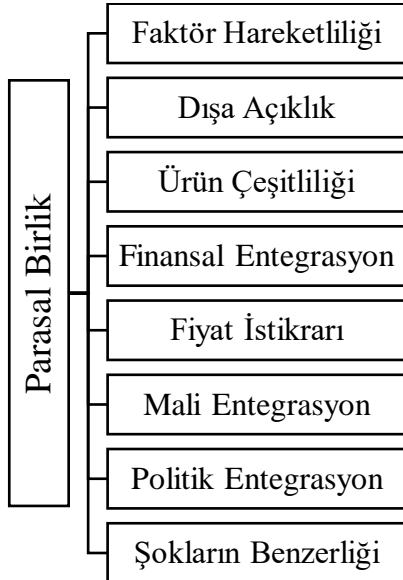 Parasal Birlik
Faktör Hareketliliği
Dışa Açıklık
Ürün Çeşitliliği
Finansal Entegrasyon
Fiyat İstikrarı
Mali Entegrasyon
Politik Entegrasyon
Şokların Benzerliği